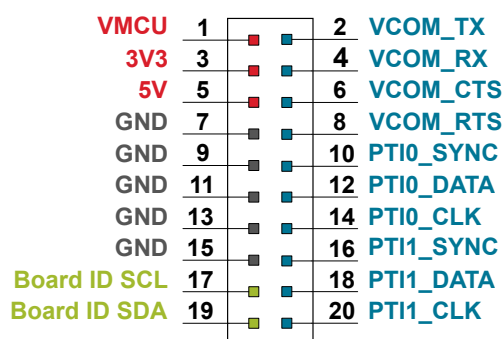 VMCU 1 2 VCOM_TX
3V3 3 4 VCOM_RX
5V 5 6 VCOM_CTS
GND 7 8 VCOM_RTS
GND 9 10 PTI0_SYNC
GND 11 12 PTI0_DATA
GND 13 14 PTI0_CLK
GND 15 16 PTI1_SYNC
Board ID SCL 17 18 PTI1_DATA
Board ID SDA 19 20 PTI1_CLK